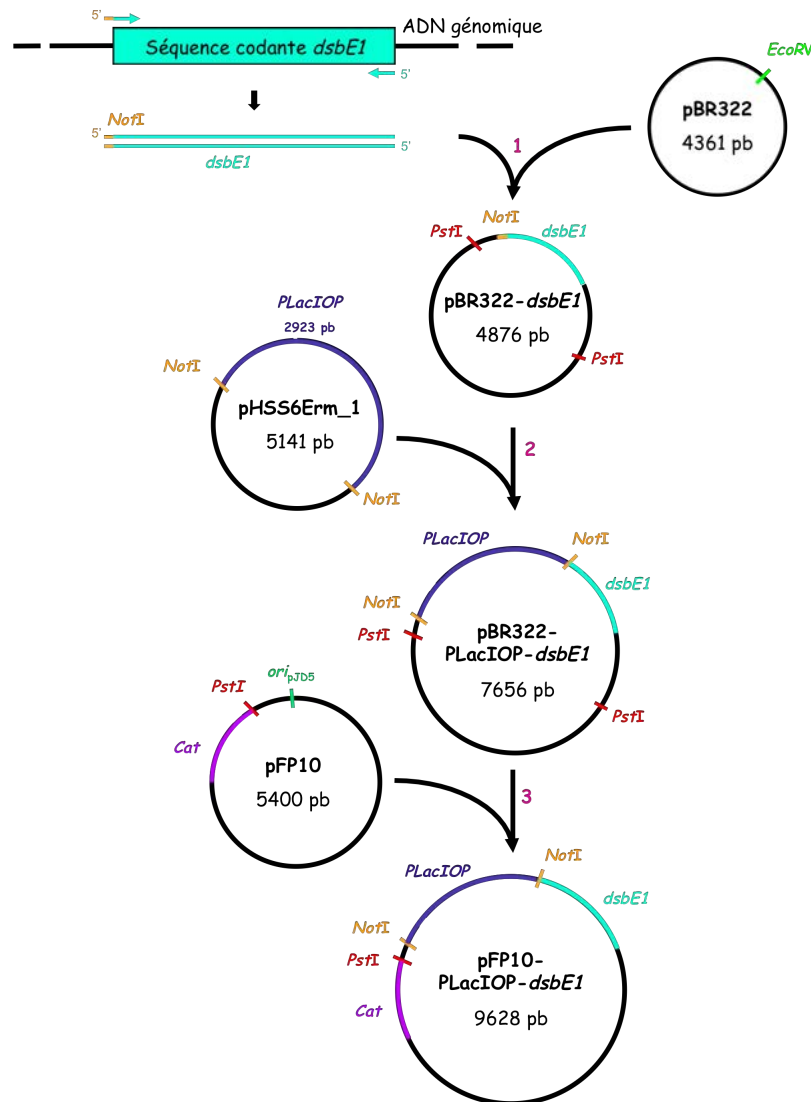 5'
ADN génomique
Séquence codante dsbE1
5'
EcoRV
pBR322
4361 pb
NotI
5'
5'
dsbE1
1
NotI
PstI
dsbE1
pBR322-dsbE1
4876 pb
PstI
PLacIOP
2923 pb
NotI
pHSS6Erm_1
5141 pb
NotI
2
PLacIOP
NotI
dsbE1
NotI
PstI
pBR322-
PLacIOP-dsbE1
7656 pb
PstI
oripJD5
PstI
Cat
pFP10
5400 pb
3
NotI
PLacIOP
dsbE1
NotI
PstI
pFP10-
PLacIOP-dsbE1
9628 pb
Cat